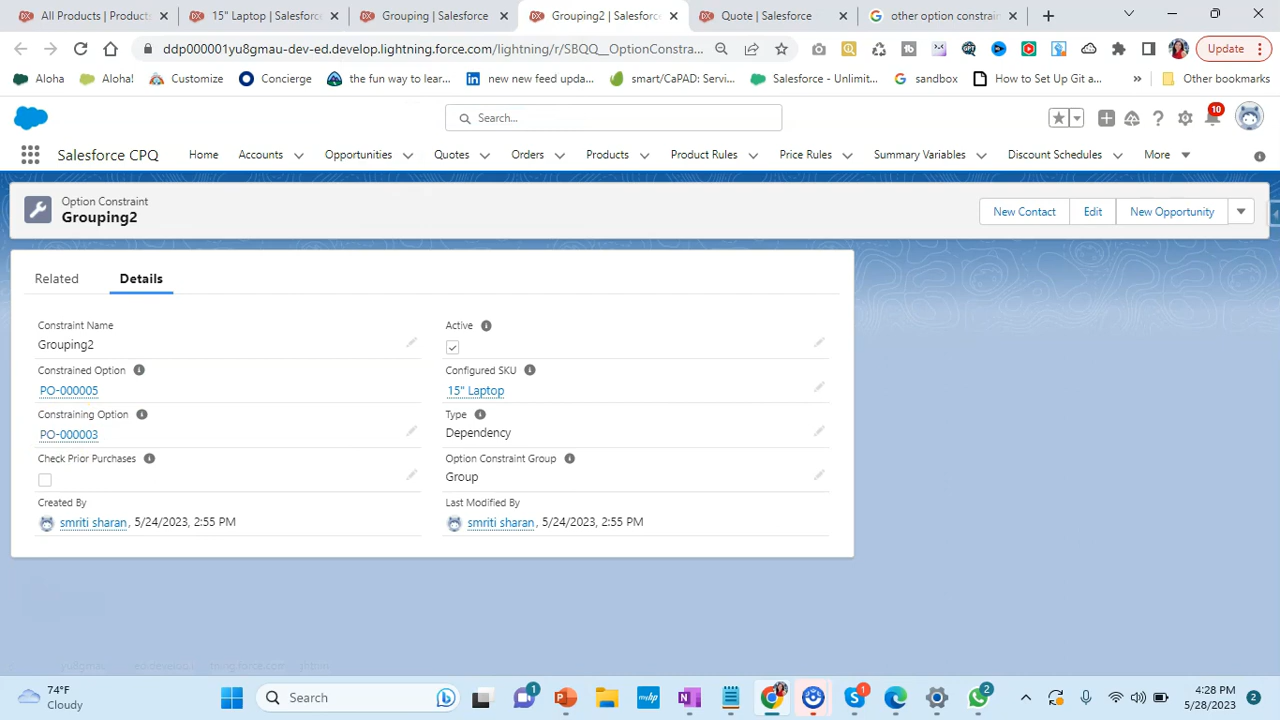 All Products | Products
15" Laptop | Salesforce
Grouping | Salesforce
Grouping2 | Salesforce
Quote | Salesforce
other option constrain
ddp000001yu8gmau-dev-ed.develop.lightning.force.com/lightning/r/SBQQ__OptionConstra...
Update
Aloha
Aloha!
Customize
Concierge
the fun way to lear...
new new feed upda...
smart/CaPAD: Servi...
Salesforce - Unlimit...
sandbox
How to Set Up Git a...
»
Other bookmarks
Search...
10
Salesforce CPQ
Home
Accounts
Opportunities
Quotes
Orders
Products
Product Rules
Price Rules
Summary Variables
Discount Schedules
More
Option Constraint
Grouping2
New Contact
Edit
New Opportunity
Related
Details
Constraint Name
Grouping2
Active
Constrained Option
PO-000005
Configured SKU
15" Laptop
Constraining Option
PO-000003
Type
Dependency
Check Prior Purchases
Option Constraint Group
Group
Created By
smriti sharan, 5/24/2023, 2:55 PM
Last Modified By
smriti sharan, 5/24/2023, 2:55 PM
74°F
Cloudy
Search
1
1
2
4:28 PM
5/28/2023
2